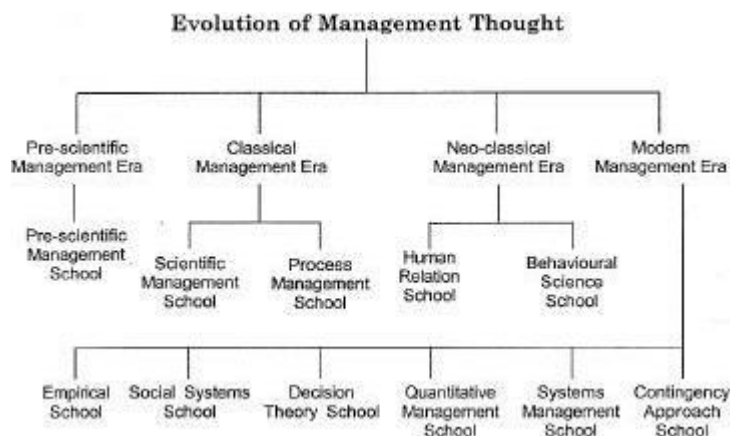 Evolution of Management Thought
Pre-scientific
Management Era
Classical
Management Era
Neo-classical
Management Era
Modern
Management Era
Pre-scientific
Management
School
Scientific
Management
School
Process
Management
School
Human
Relation
School
Behavioural
Science
School
Empirical
School
Social Systems
School
Decision
Theory School
Quantitative
Management
School
Systems
Management
School
Contingency
Approach
School